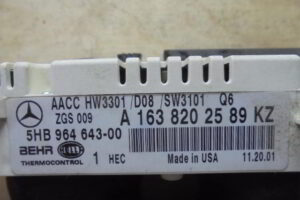 AACC HW3301 /D08 /SW3101 Q6
ZGS 009
A 163 820 25 89 KZ
5HB 964 643-00
BEHR HELLA
THERMOCONTROL
1 HEC
Made in USA
11.20.01